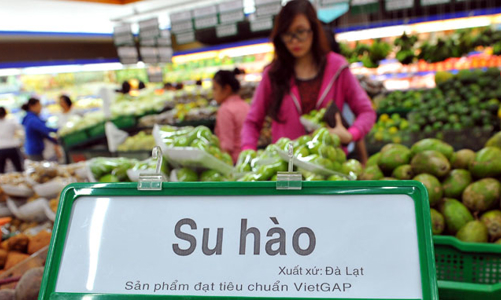 Su hào
Xuất xứ: Đà Lạt
Sản phẩm đạt tiêu chuẩn VietGAP